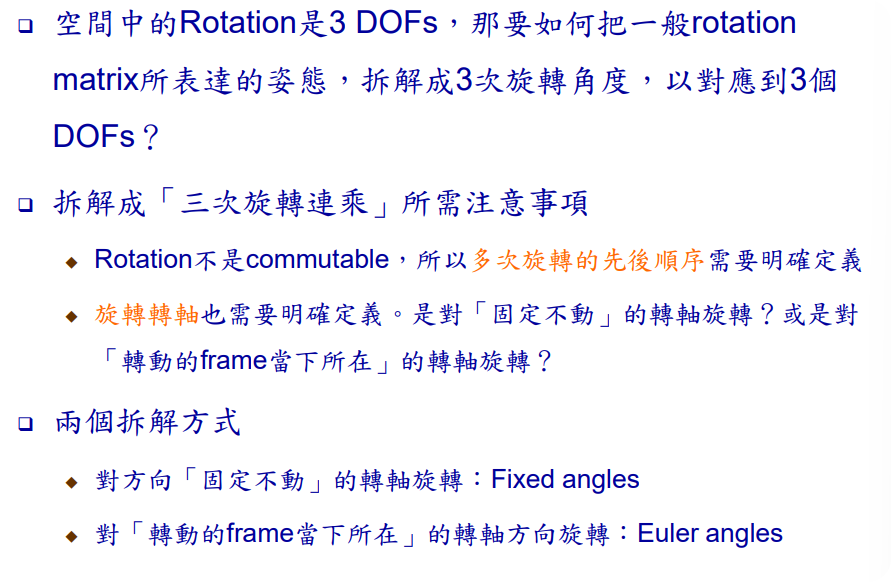 空間中的Rotation是3 DOFs，那要如何把一般rotation
matrix所表達的姿態，拆解成3次旋轉角度，以對應到3個
DOFs？
拆解成「三次旋轉連乘」所需注意事項
Rotation不是commutable，所以多次旋轉的先後順序需要明確定義
旋轉轉軸也需要明確定義。是對「固定不動」的轉軸旋轉？或是對
「轉動的frame當下所在」的轉軸旋轉？
兩個拆解方式
對方向「固定不動」的轉軸旋轉：Fixed angles
對「轉動的frame當下所在」的轉軸方向旋轉：Euler angles